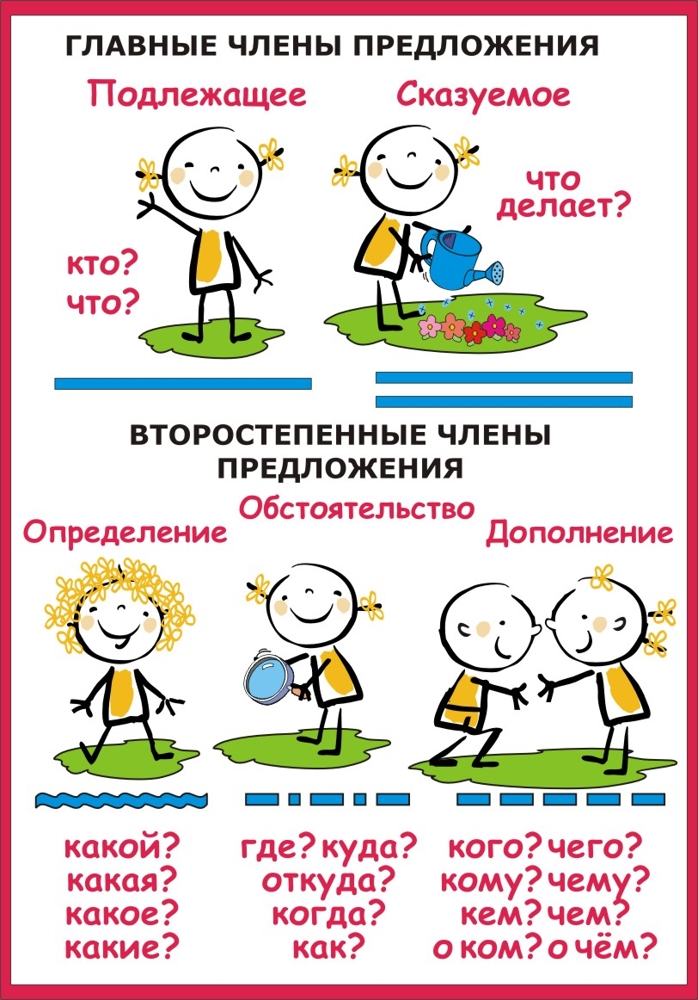 ГЛАВНЫЕ ЧЛЕНЫ ПРЕДЛОЖЕНИЯ
Подлежащее
Сказуемое
кто?
что?
что
делает?
ВТОРОСТЕПЕННЫЕ ЧЛЕНЫ
ПРЕДЛОЖЕНИЯ
Определение
Обстоятельство
Дополнение
какой?
какая?
какое?
какие?
где? куда?
откуда?
когда?
как?
кого? чего?
кому? чему?
кем? чем?
о ком? о чём?